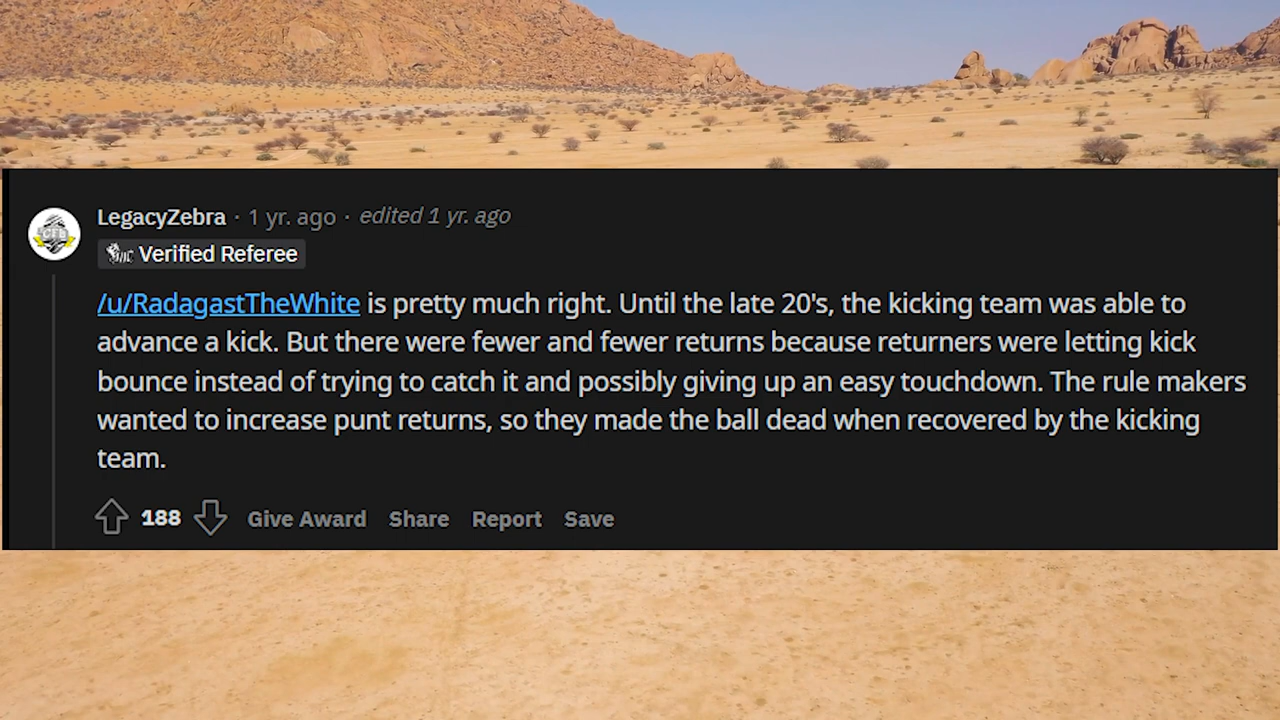 LegacyZebra · 1 yr. ago · edited 1 yr. ago
Verified Referee
/u/RadagastTheWhite is pretty much right. Until the late 20's, the kicking team was able to
advance a kick. But there were fewer and fewer returns because returners were letting kick
bounce instead of trying to catch it and possibly giving up an easy touchdown. The rule makers
wanted to increase punt returns, so they made the ball dead when recovered by the kicking
team.
188 Give Award Share Report Save